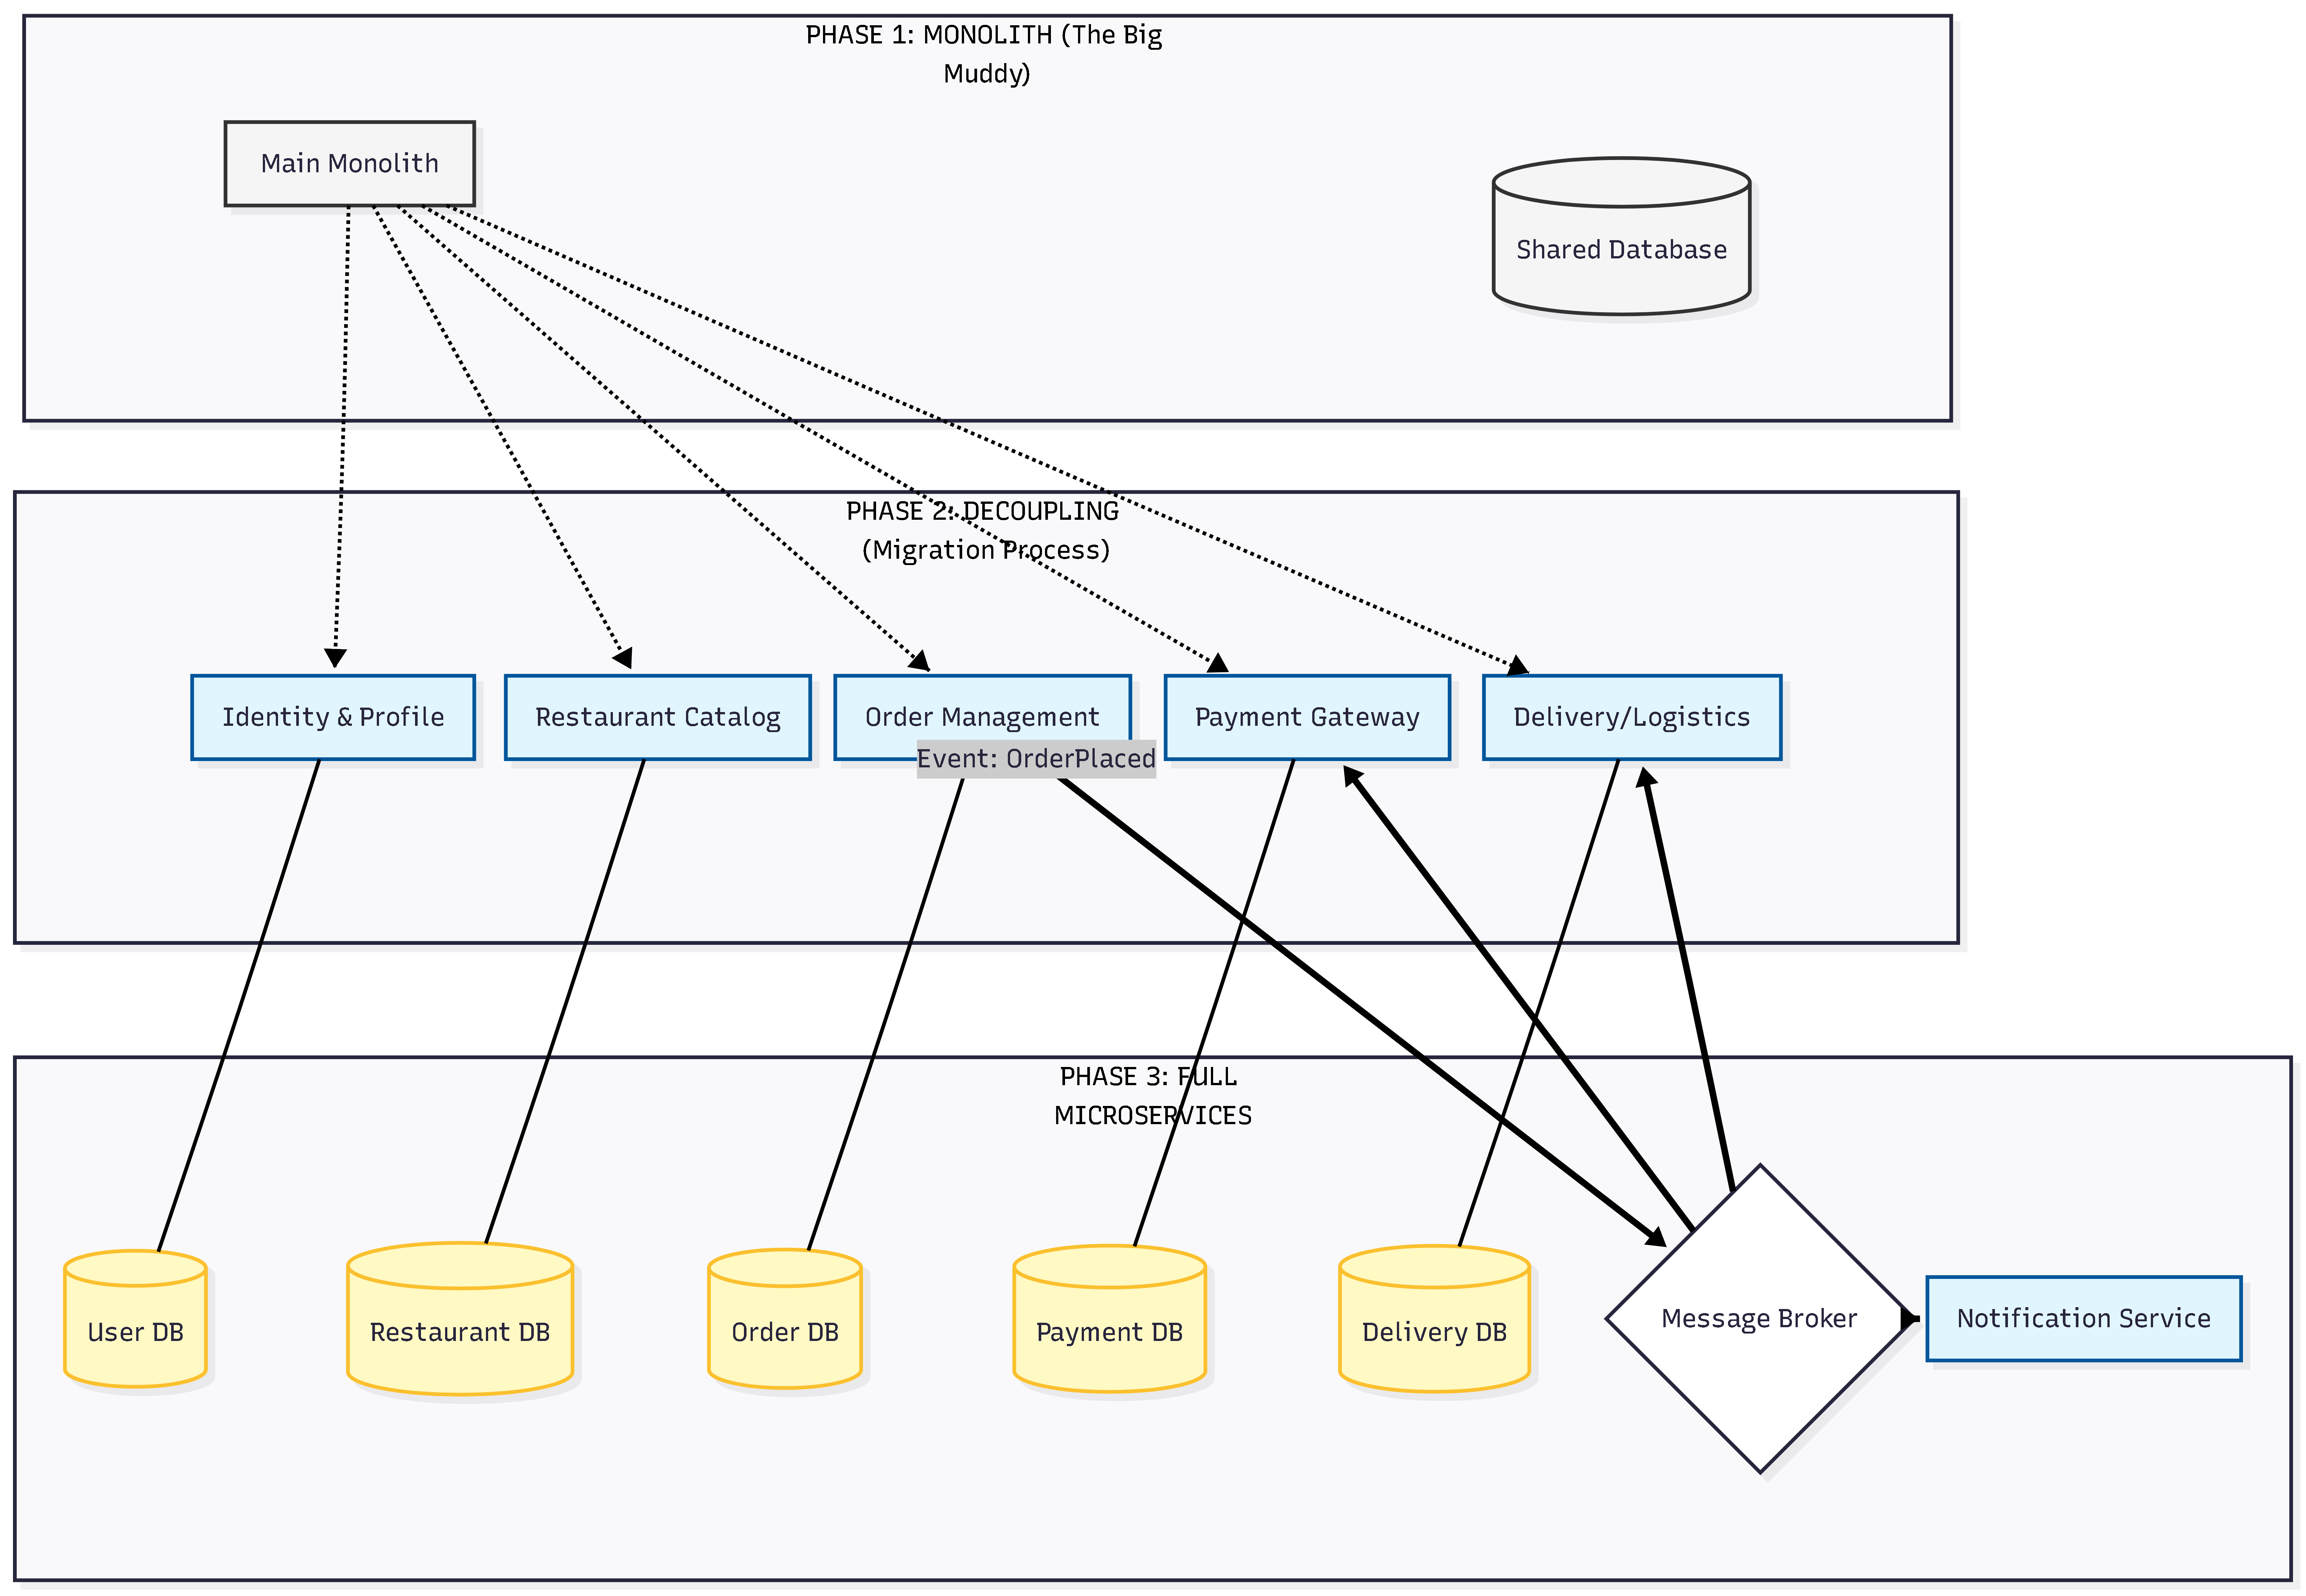 PHASE 1: MONOLITH (The Big
Muddy)
Main Monolith
Shared Database
PHASE 2: DECOUPLING
(Migration Process)
Identity & Profile
Restaurant Catalog
Order Management
Payment Gateway
Delivery/Logistics
Event: OrderPlaced
PHASE 3: FULL
MICROSERVICES
User DB
Restaurant DB
Order DB
Payment DB
Delivery DB
Message Broker
Notification Service